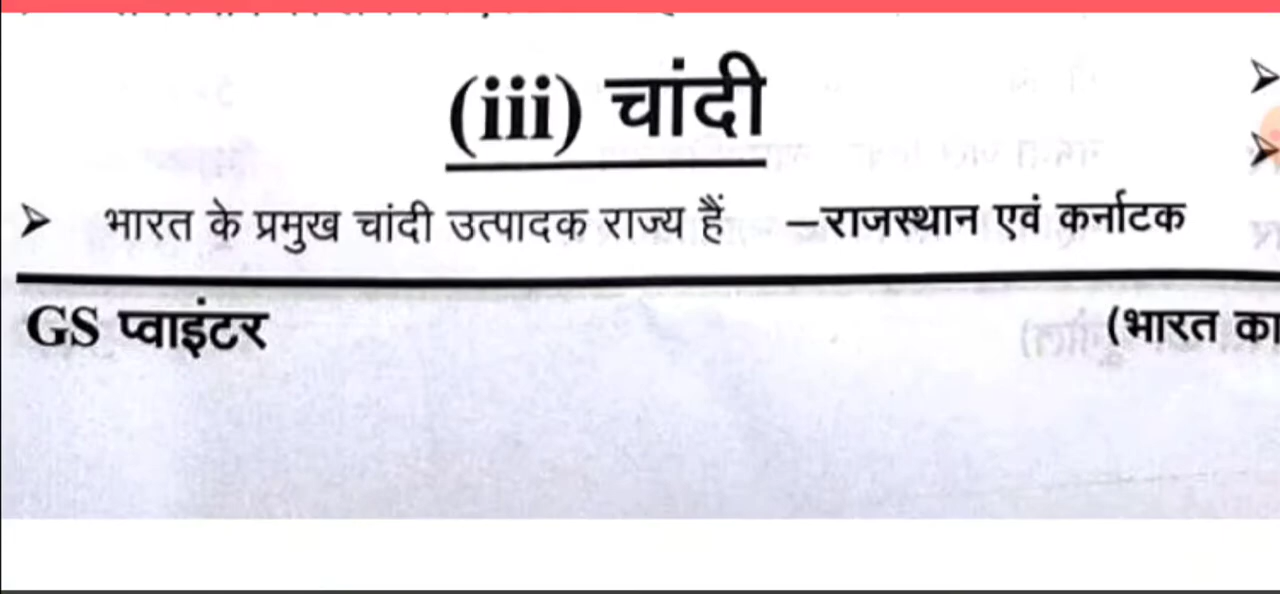 (iii) चांदी
➢ भारत के प्रमुख चांदी उत्पादक राज्य हैं –राजस्थान एवं कर्नाटक
GS प्वाइंटर (भारत का